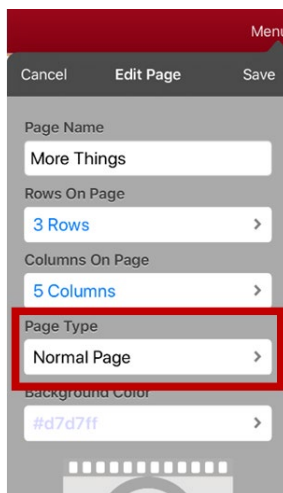 Menu
Cancel Edit Page Save
Page Name
More Things
Rows On Page
3 Rows
Columns On Page
5 Columns
Page Type
Normal Page
Background Color
#d7d7ff